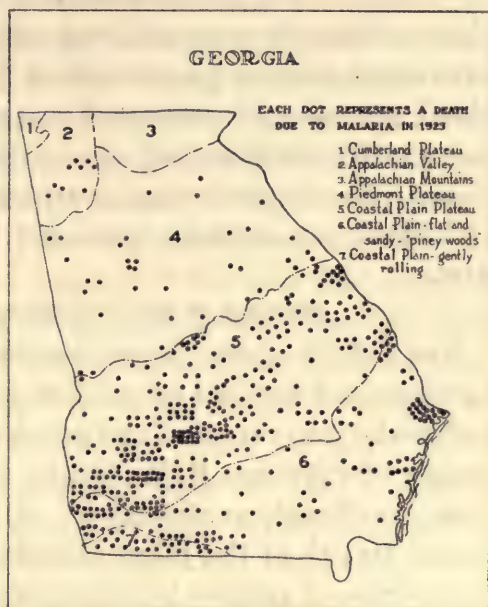 GEORGIA
EACH DOT REPRESENTS A DEATH
DUE TO MALARIA IN 1923
1 Cumberland Plateau
2 Appalachian Valley
3 Appalachian Mountains
4 Piedmont Plateau
5 Coastal Plain Plateau
6 Coastal Plain - flat and
sandy - "piney woods"
7 Coastal Plain - gently
rolling
1
2
3
4
5
6
7